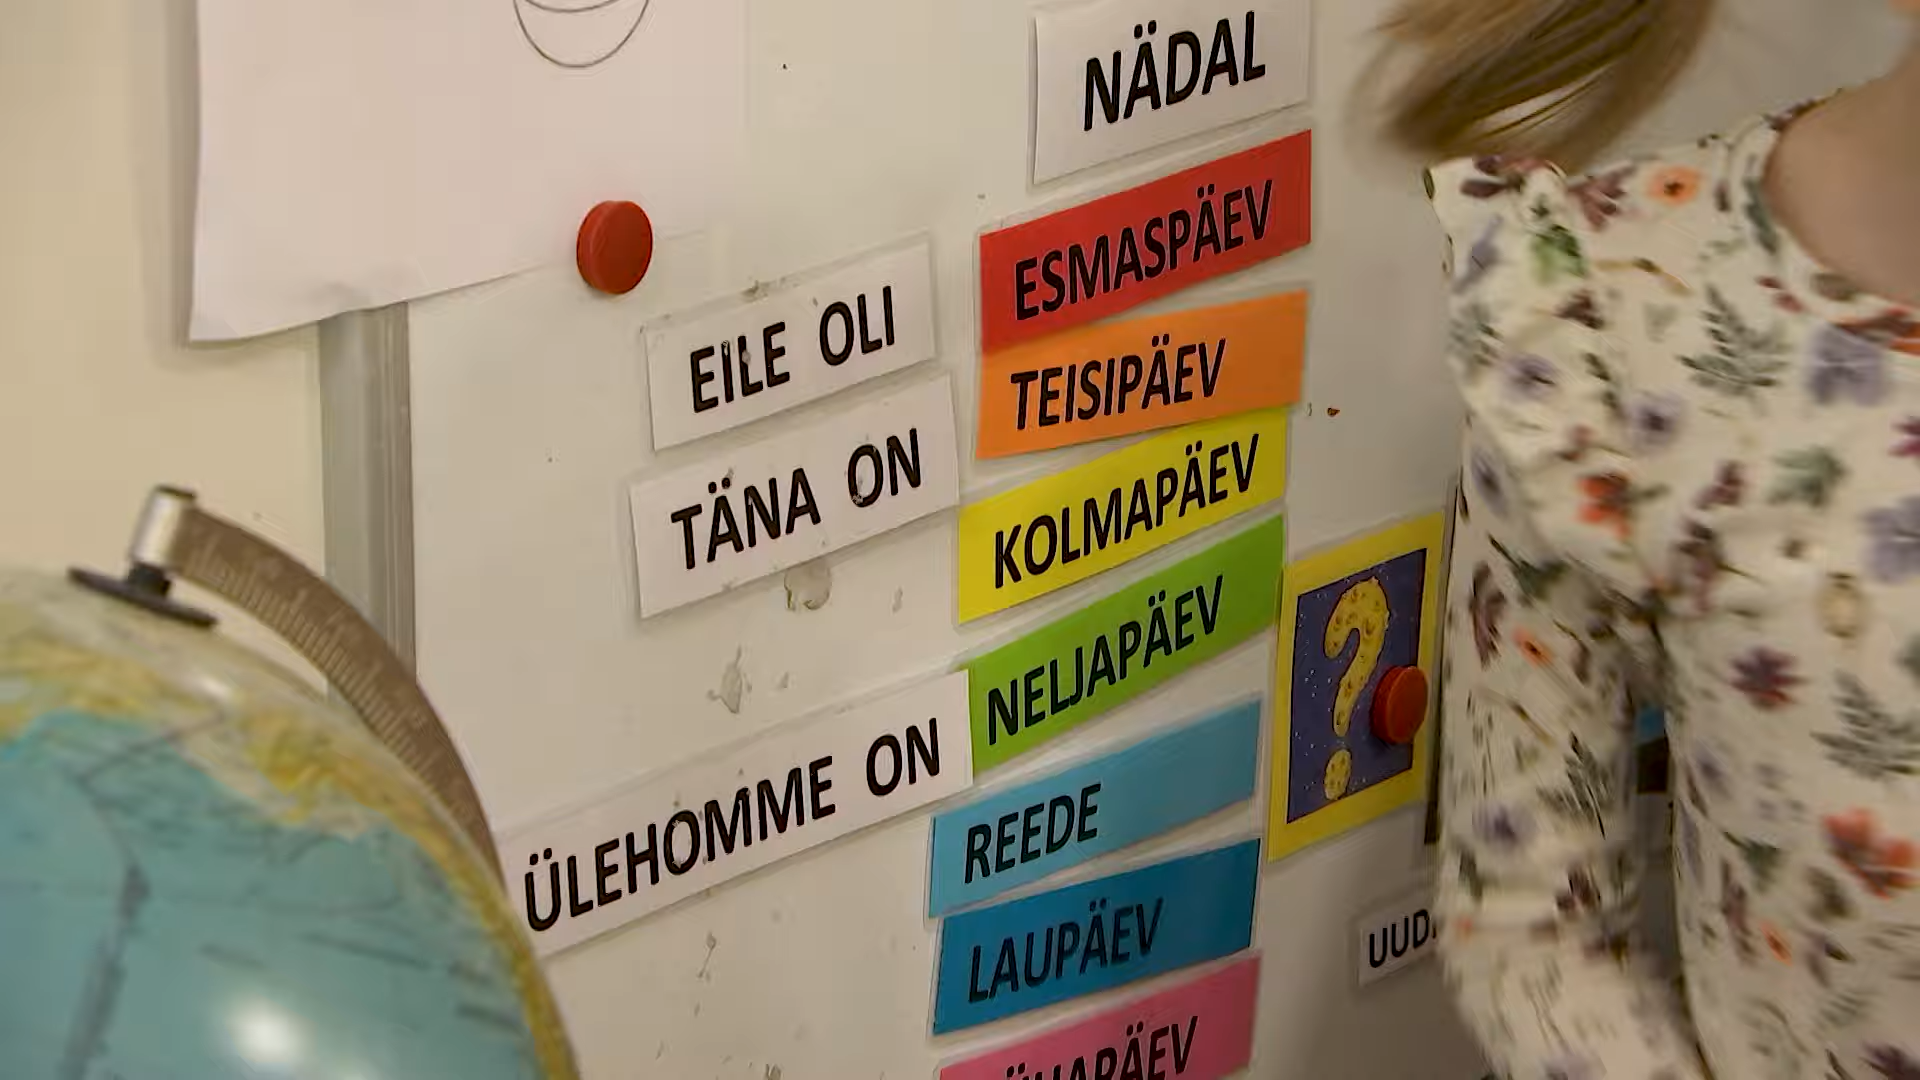 NÄDAL
ESMASPÄEV
EILE OLI
TEISIPÄEV
TÄNA ON
KOLMAPÄEV
NELJAPÄEV
?
ÜLEHOMME ON
REEDE
LAUPÄEV